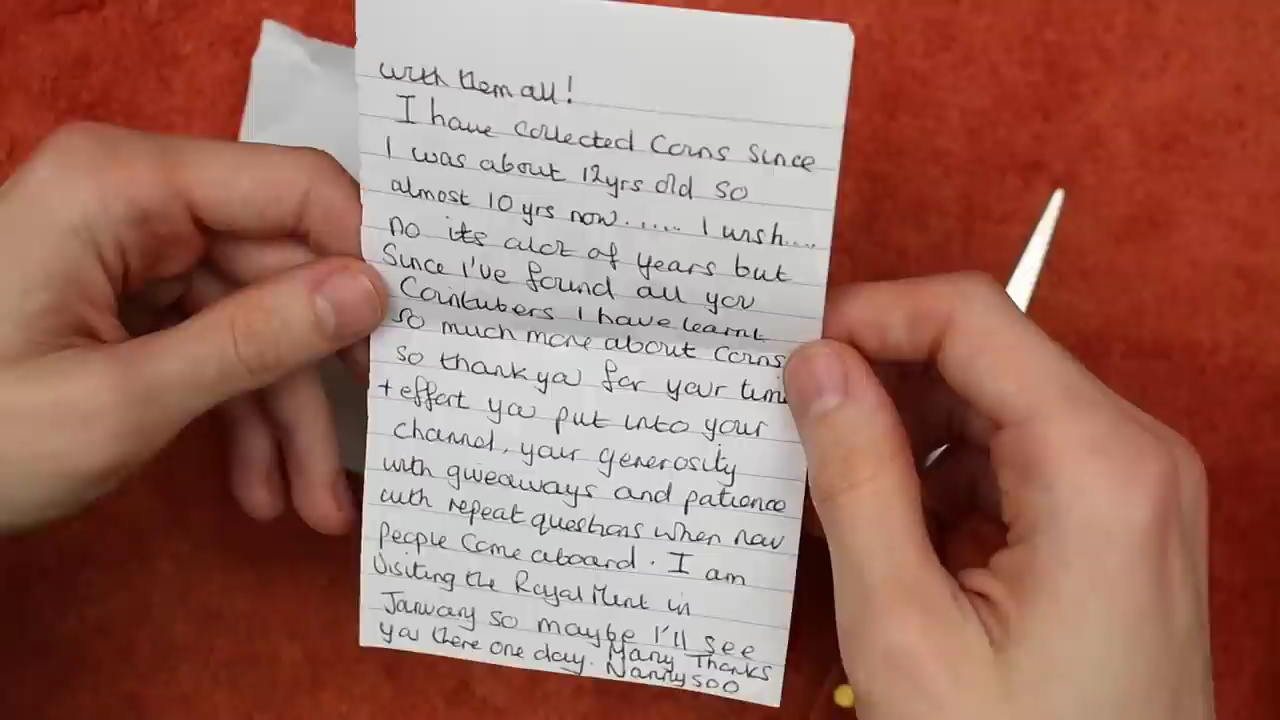 with them all!
I have collected Coins since
I was about 12yrs old so
almost 10 yrs now..... I wish....
no its alot of years but
Since I've found all you
Cointubers I have learnt
so much more about coins
so thank you for your time
+ effort you put into your
channel, your generosity
with giveaways and patience
with repeat questions when new
people come aboard. I am
Visiting the Royal Mint in
January so maybe I'll see
you there one day. Many Thanks
Nanny soo